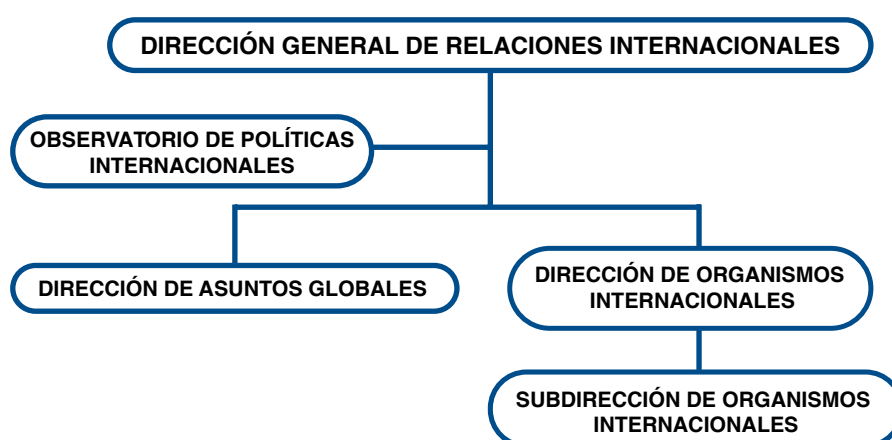 DIRECCIÓN GENERAL DE RELACIONES INTERNACIONALES
OBSERVATORIO DE POLÍTICAS
INTERNACIONALES
DIRECCIÓN DE ASUNTOS GLOBALES
DIRECCIÓN DE ORGANISMOS
INTERNACIONALES
SUBDIRECCIÓN DE ORGANISMOS
INTERNACIONALES